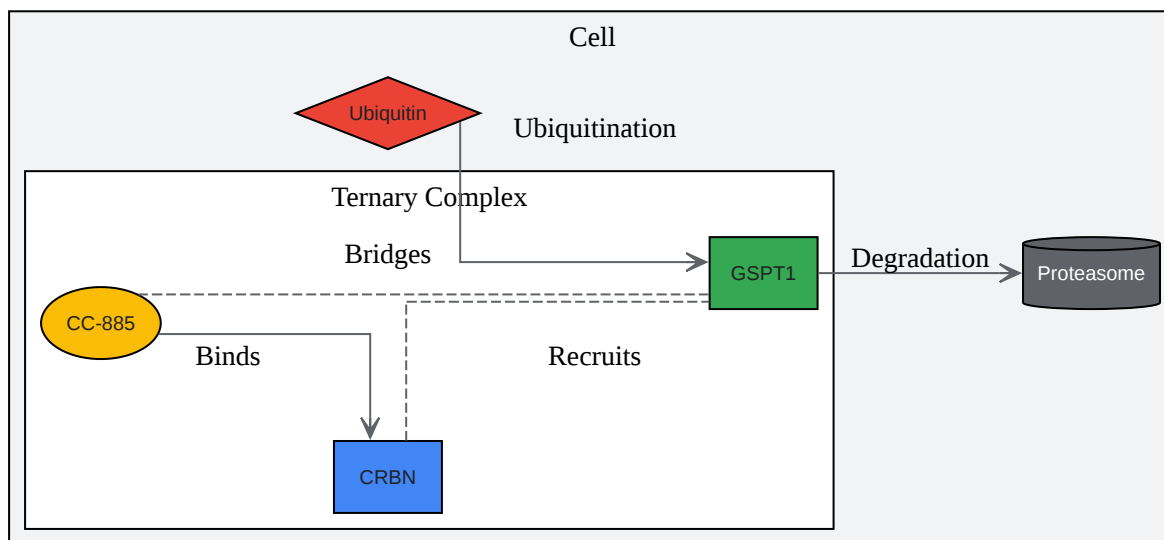 Cell
Ubiquitin
Ubiquitination
Ternary Complex
Bridges
GSPT1
Degradation
Proteasome
CC-885
Binds
Recruits
CRBN